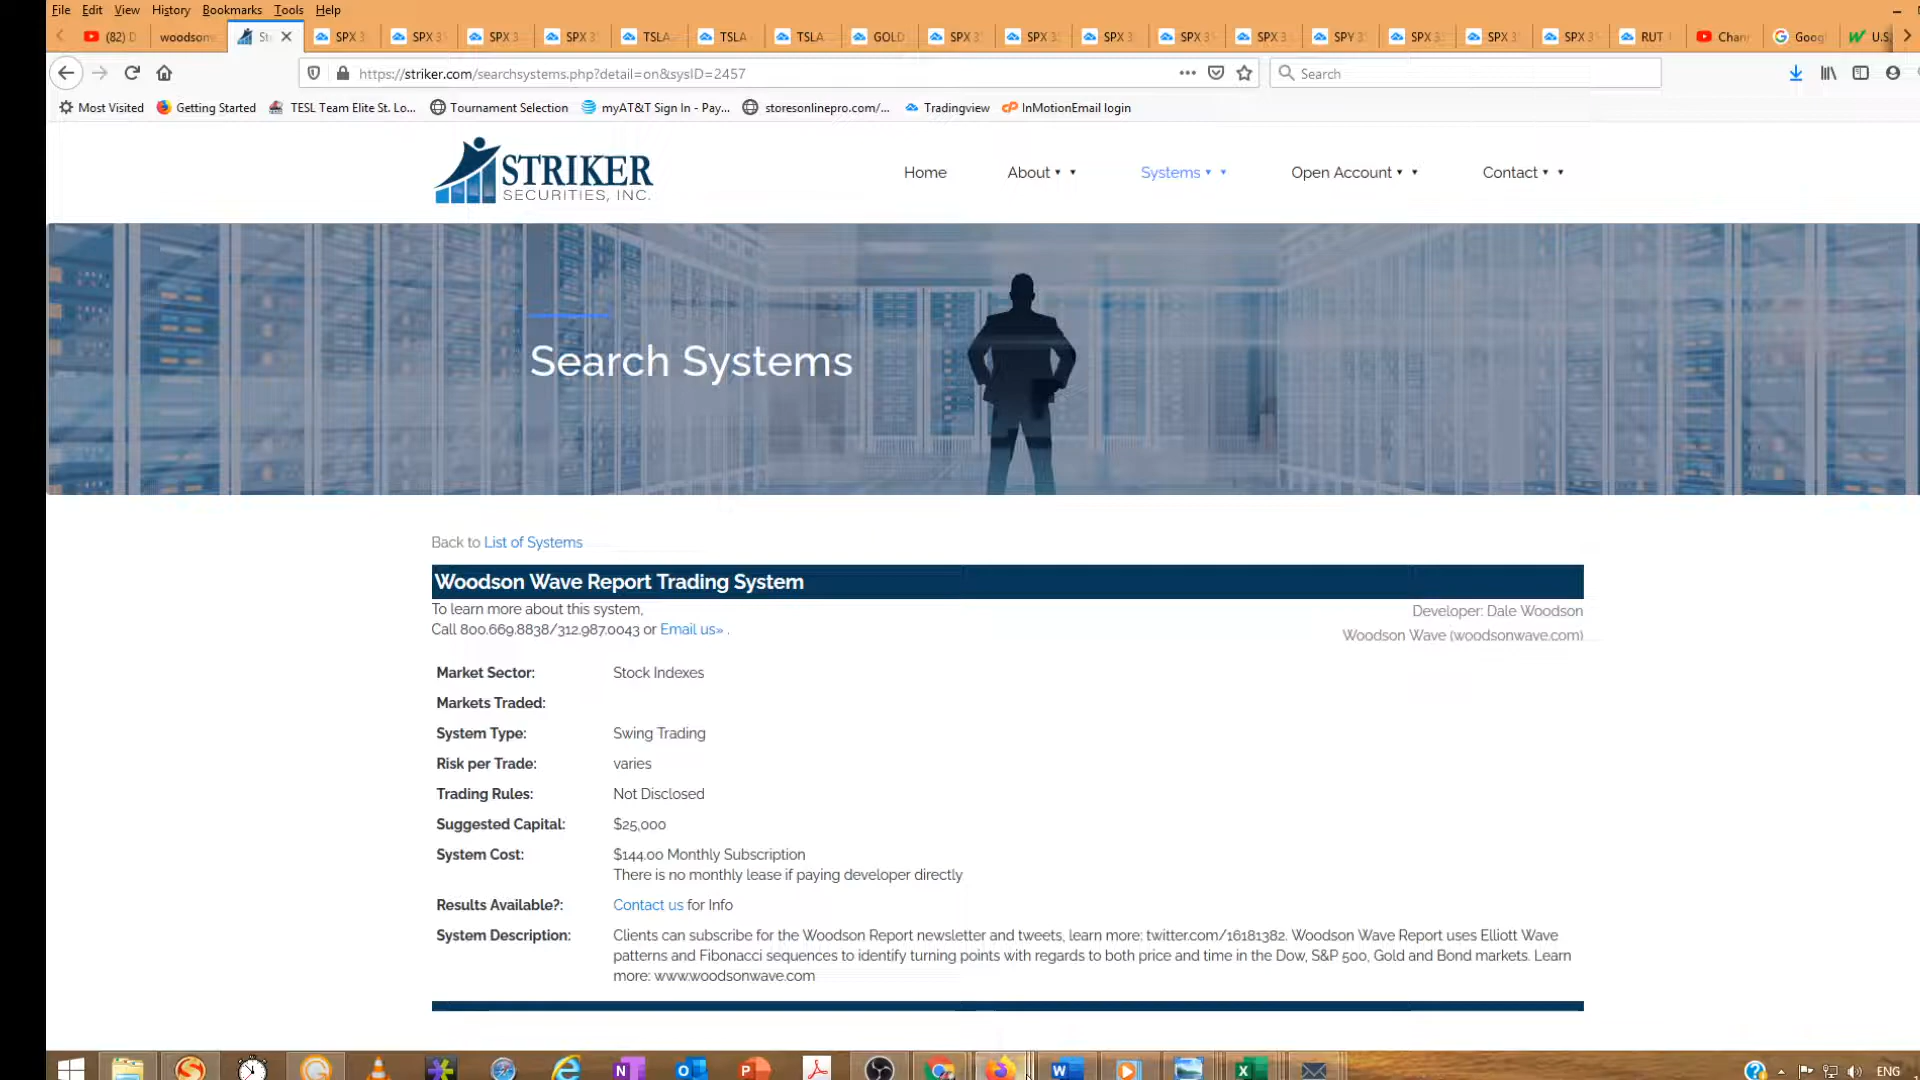 File Edit View History Bookmarks Tools Help
(82) D woodsonw St SPX 3 SPX 3 SPX 3 SPX 3 TSLA TSLA TSLA GOLD SPX 3 SPX 3 SPX 3 SPX 3 SPX 3 SPY 3 SPX 3 SPX 3 SPX 3 RUT Chann Goog U.S.
https://striker.com/searchsystems.php?detail=on&sysID=2457
Search
Most Visited Getting Started TESL Team Elite St. Lo... Tournament Selection myAT&T Sign In - Pay... storesonlinepro.com/... Tradingview InMotionEmail login
STRIKER
SECURITIES, INC.
Home About Systems Open Account Contact
Search Systems
Back to List of Systems
Woodson Wave Report Trading System
To learn more about this system,
Call 800.669.8838/312.987.0043 or Email us» .
Developer: Dale Woodson
Woodson Wave (woodsonwave.com)
Market Sector: Stock Indexes
Markets Traded:
System Type: Swing Trading
Risk per Trade: varies
Trading Rules: Not Disclosed
Suggested Capital: $25,000
System Cost: $144.00 Monthly Subscription
There is no monthly lease if paying developer directly
Results Available?: Contact us for Info
System Description: Clients can subscribe for the Woodson Report newsletter and tweets, learn more; twitter.com/16181382. Woodson Wave Report uses Elliott Wave
patterns and Fibonacci sequences to identify turning points with regards to both price and time in the Dow, S&P 500, Gold and Bond markets. Learn
more: www.woodsonwave.com
ENG